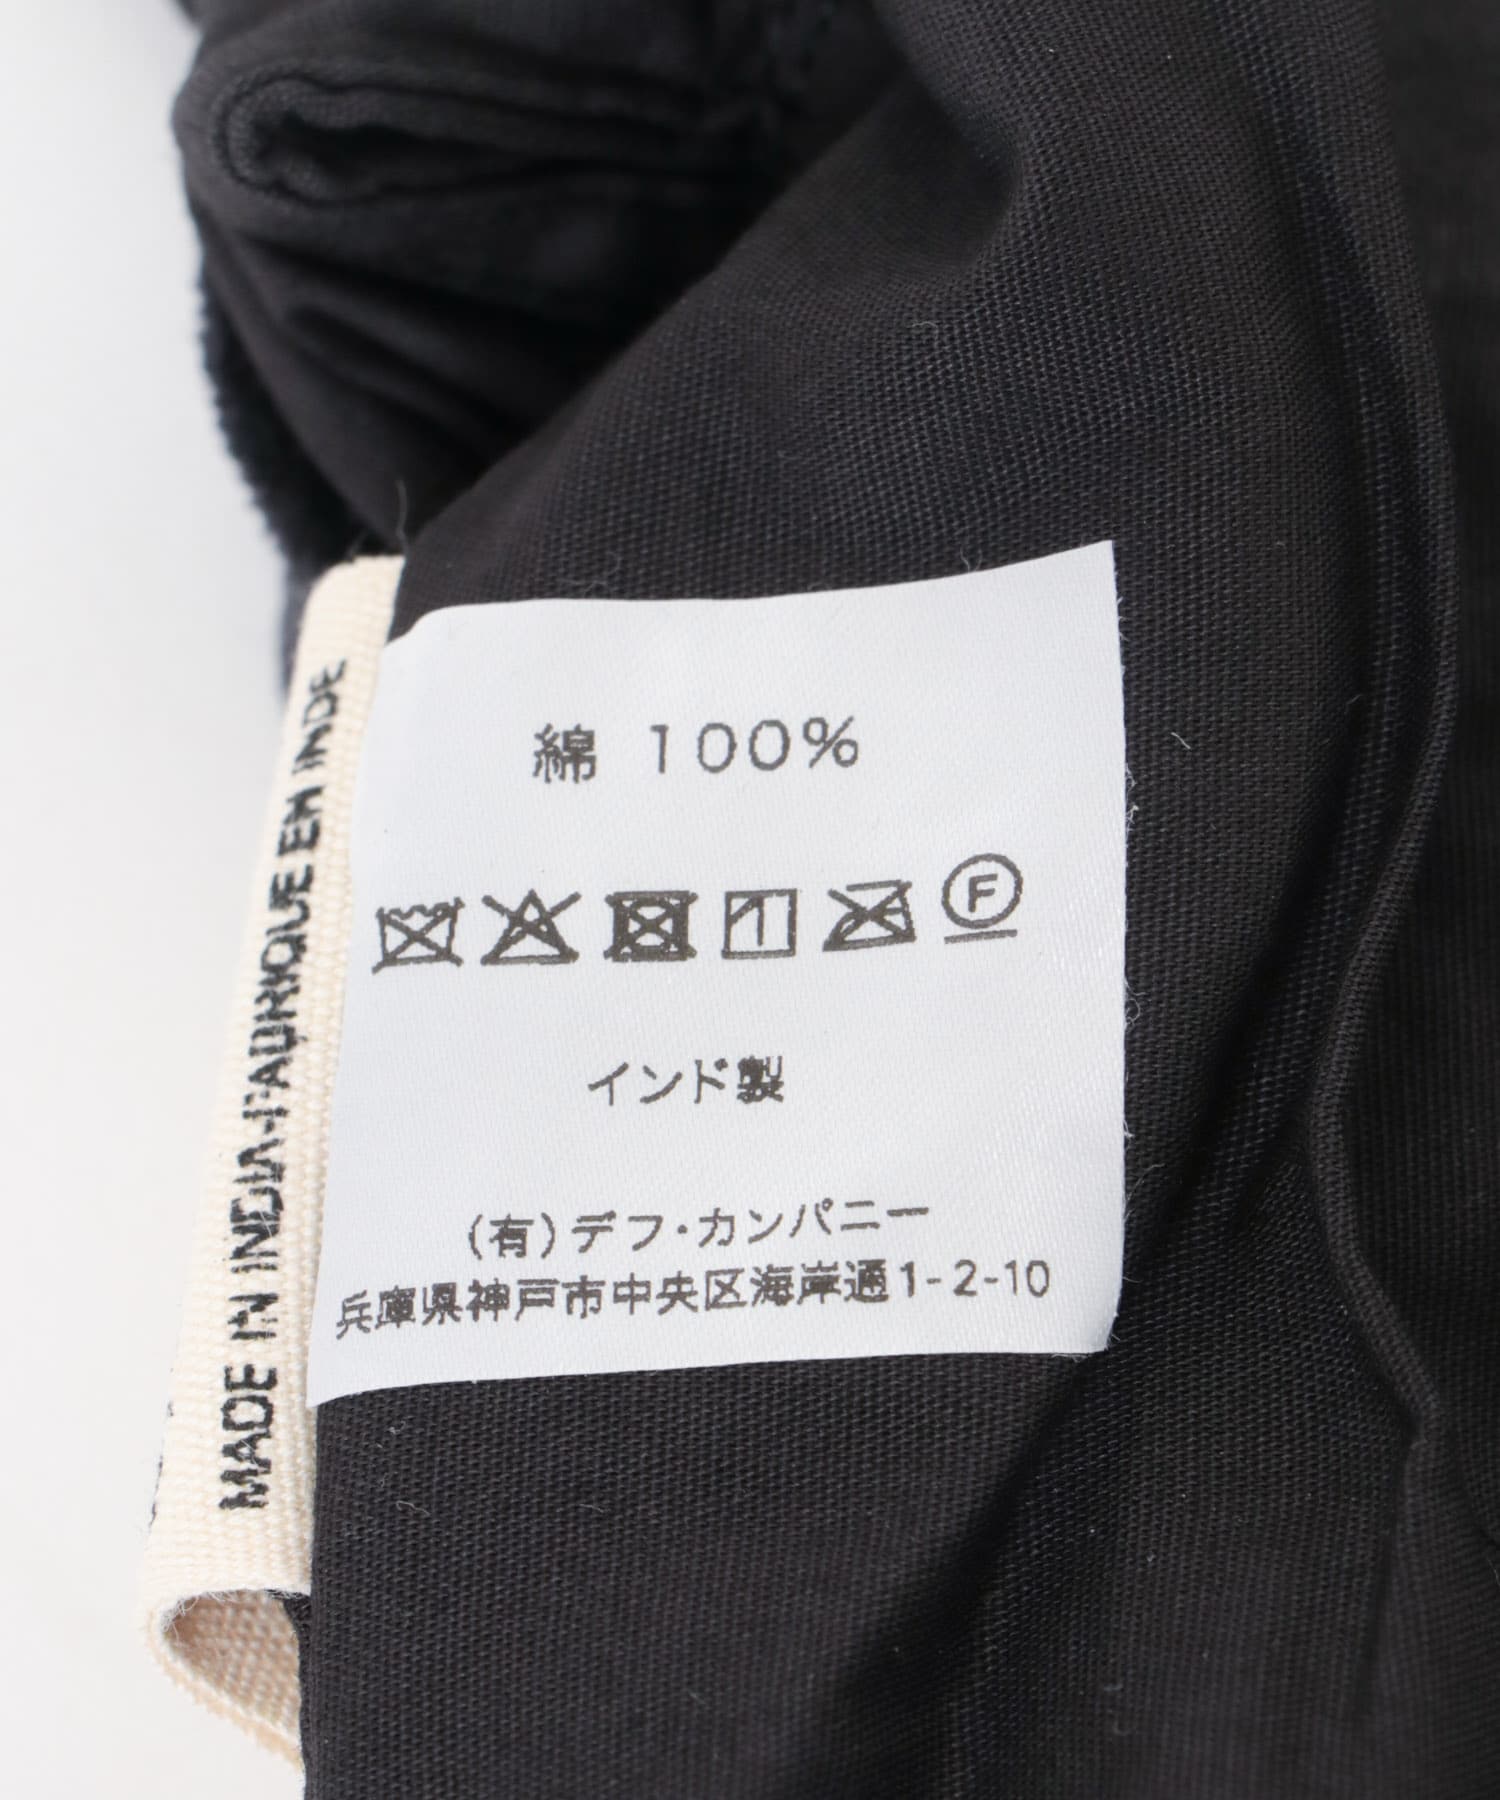 綿 100%
F
インド製
(有)デフ・カンパニー
兵庫県神戸市中央区海岸通1-2-10
MADE IN INDIA-FABRIQUE EN INDE